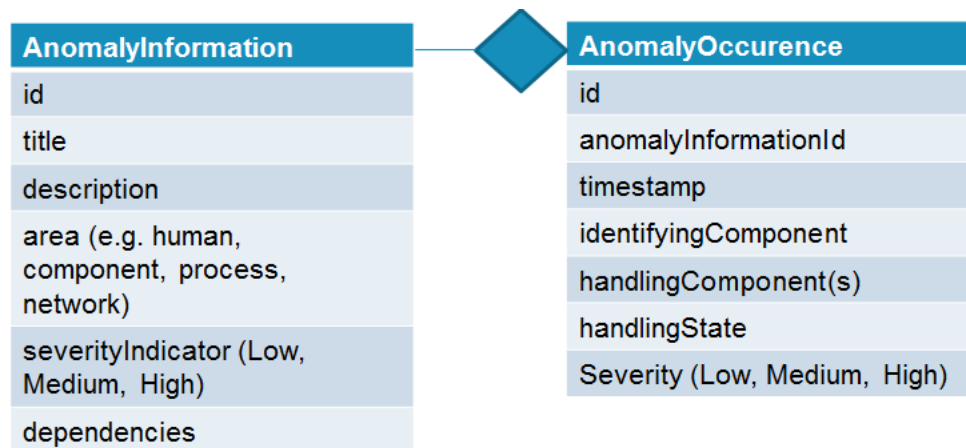 AnomalyInformation
id
title
description
area (e.g. human,
component, process,
network)
severityIndicator (Low,
Medium, High)
dependencies
AnomalyOccurence
id
anomalyInformationId
timestamp
identifyingComponent
handlingComponent(s)
handlingState
Severity (Low, Medium, High)